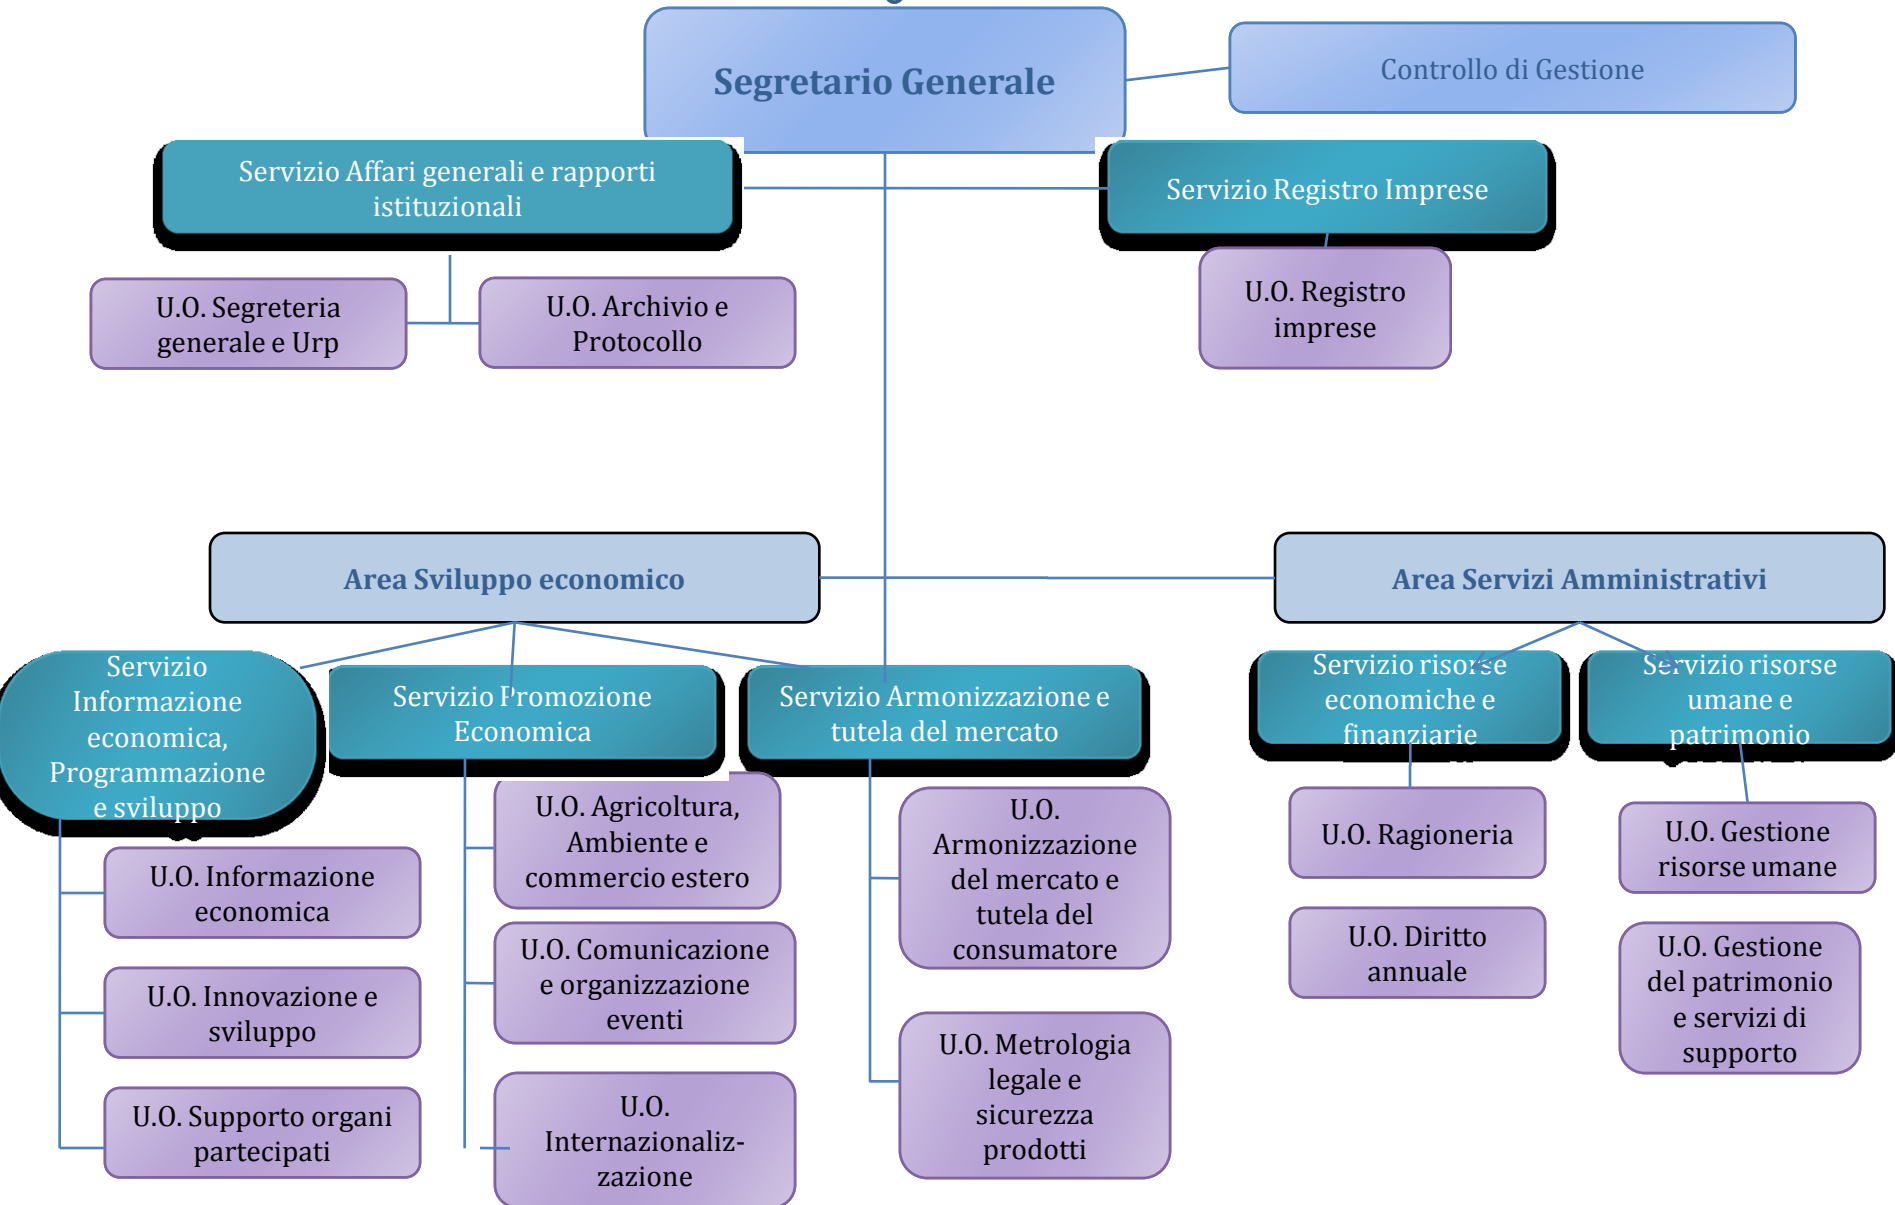 Segretario Generale
Controllo di Gestione
Servizio Affari generali e rapporti
istituzionali
Servizio Registro Imprese
U.O. Segreteria
generale e Urp
U.O. Archivio e
Protocollo
U.O. Registro
imprese
Area Sviluppo economico
Area Servizi Amministrativi
Servizio
Informazione
economica,
Programmazione
e sviluppo
Servizio Promozione
Economica
Servizio Armonizzazione e
tutela del mercato
Servizio risorse
economiche e
finanziarie
Servizio risorse
umane e
patrimonio
U.O. Informazione
economica
U.O. Innovazione e
sviluppo
U.O. Supporto organi
partecipati
U.O. Agricoltura,
Ambiente e
commercio estero
U.O. Comunicazione
e organizzazione
eventi
U.O.
Internazionaliz-
zazione
U.O.
Armonizzazione
del mercato e
tutela del
consumatore
U.O. Metrologia
legale e
sicurezza
prodotti
U.O. Ragioneria
U.O. Diritto
annuale
U.O. Gestione
risorse umane
U.O. Gestione
del patrimonio
e servizi di
supporto